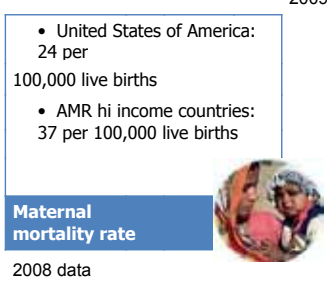 • United States of America:
24 per
100,000 live births
• AMR hi income countries:
37 per 100,000 live births
Maternal
mortality rate
2008 data